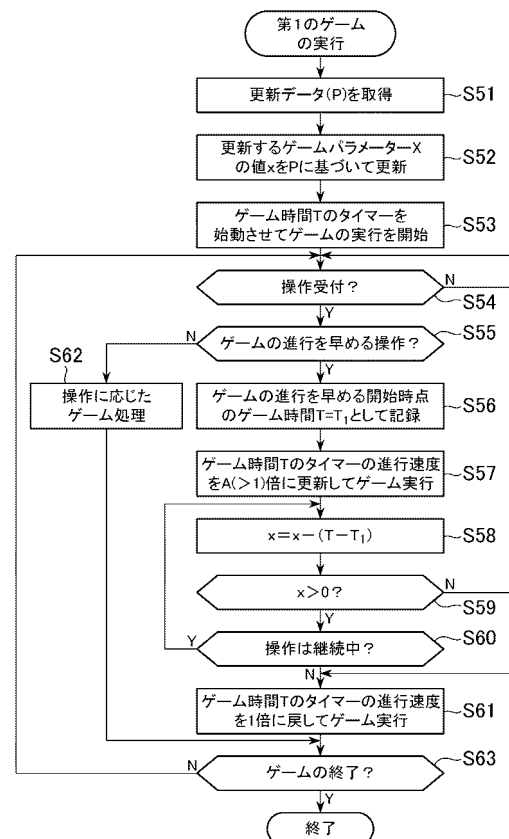 第1のゲーム
の実行
更新データ(P)を取得
S51
更新するゲームパラメーターX
の値xをPに基づいて更新
S52
ゲーム時間Tのタイマーを
始動させてゲームの実行を開始
S53
操作受付?
N
S54
Y
S55
N
ゲームの進行を早める操作?
S62
Y
操作に応じた
ゲーム処理
ゲームの進行を早める開始時点
のゲーム時間T=T₁として記録
S56
ゲーム時間Tのタイマーの進行速度
をA(>1)倍に更新してゲーム実行
S57
x=x-(T-T₁)
S58
x>0?
N
S59
Y
S60
Y
操作は継続中?
N
ゲーム時間Tのタイマーの進行速度
を1倍に戻してゲーム実行
S61
N
ゲームの終了?
S63
Y
終了